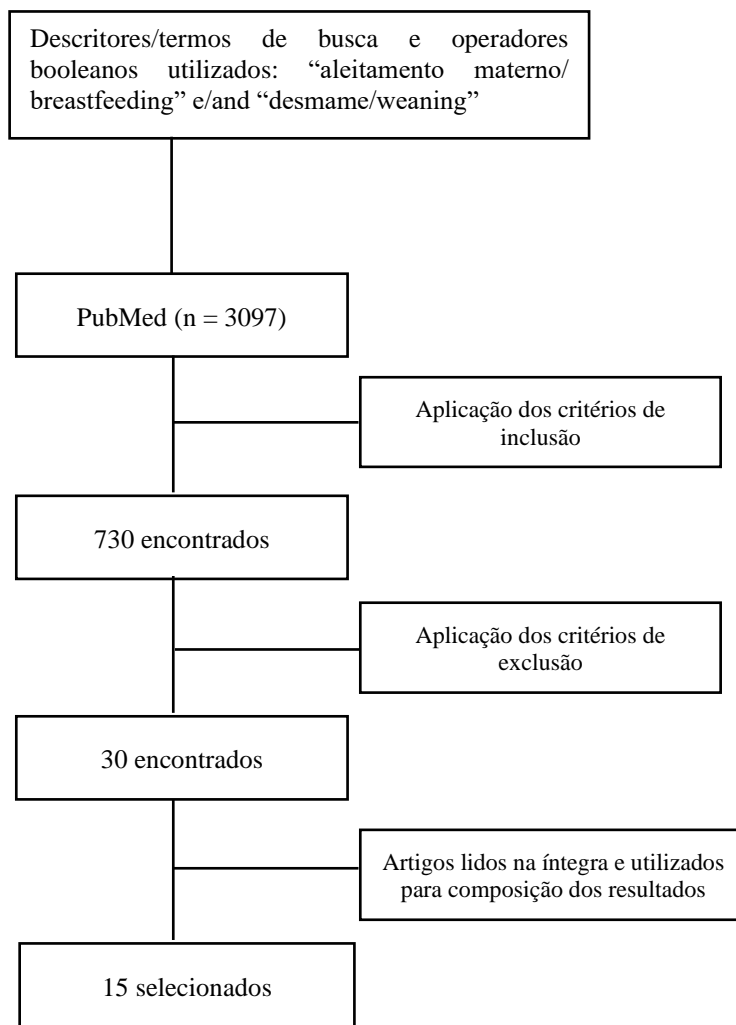 Descritores/termos de busca e operadores
booleanos utilizados: “aleitamento materno/
breastfeeding” e/and “desmame/weaning”
PubMed (n = 3097)
Aplicação dos critérios de
inclusão
730 encontrados
Aplicação dos critérios de
exclusão
30 encontrados
Artigos lidos na íntegra e utilizados
para composição dos resultados
15 selecionados